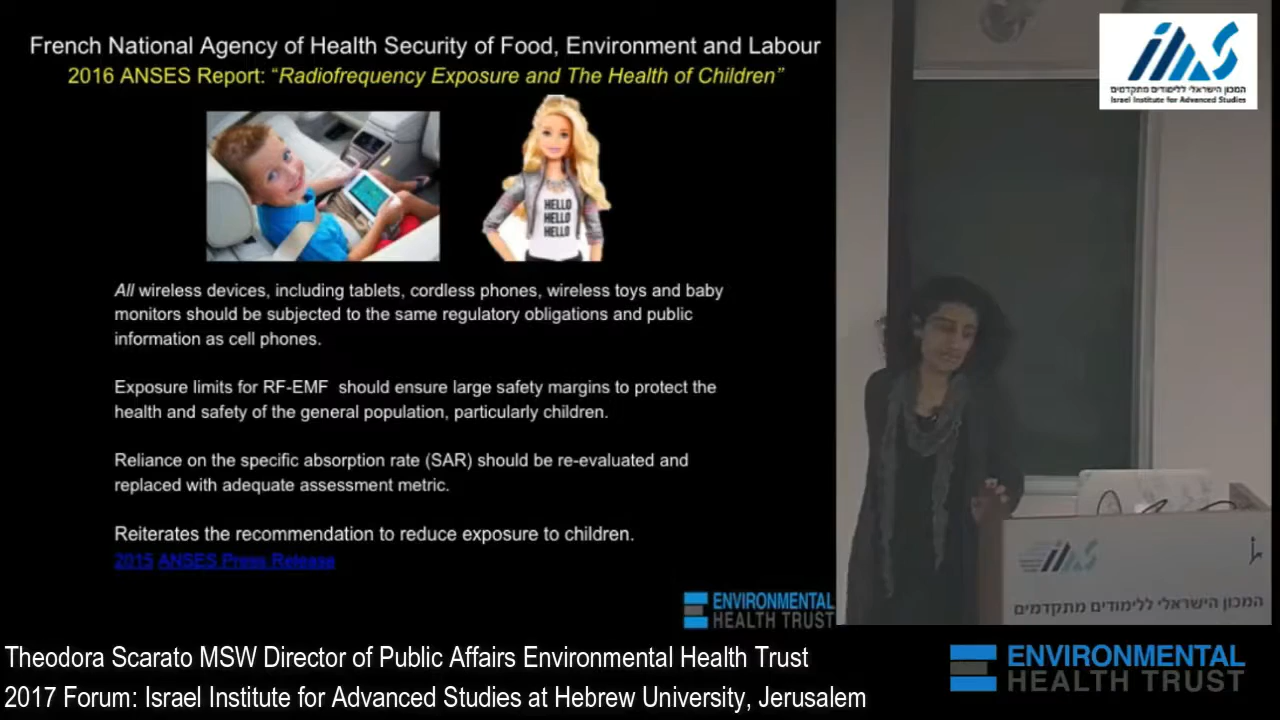 French National Agency of Health Security of Food, Environment and Labour
2016 ANSES Report: “Radiofrequency Exposure and The Health of Children”
HELLO
HELLO
HELLO
All wireless devices, including tablets, cordless phones, wireless toys and baby
monitors should be subjected to the same regulatory obligations and public
information as cell phones.
Exposure limits for RF-EMF should ensure large safety margins to protect the
health and safety of the general population, particularly children.
Reliance on the specific absorption rate (SAR) should be re-evaluated and
replaced with adequate assessment metric.
Reiterates the recommendation to reduce exposure to children.
2015 ANSES Press Release
ENVIRONMENTAL
HEALTH TRUST
IIAS
המכון הישראלי ללימודים מתקדמים
Israel Institute for Advanced Studies
IIAS
המכון הישראלי ללימודים מתקדמים
Theodora Scarato MSW Director of Public Affairs Environmental Health Trust
2017 Forum: Israel Institute for Advanced Studies at Hebrew University, Jerusalem
ENVIRONMENTAL
HEALTH TRUST